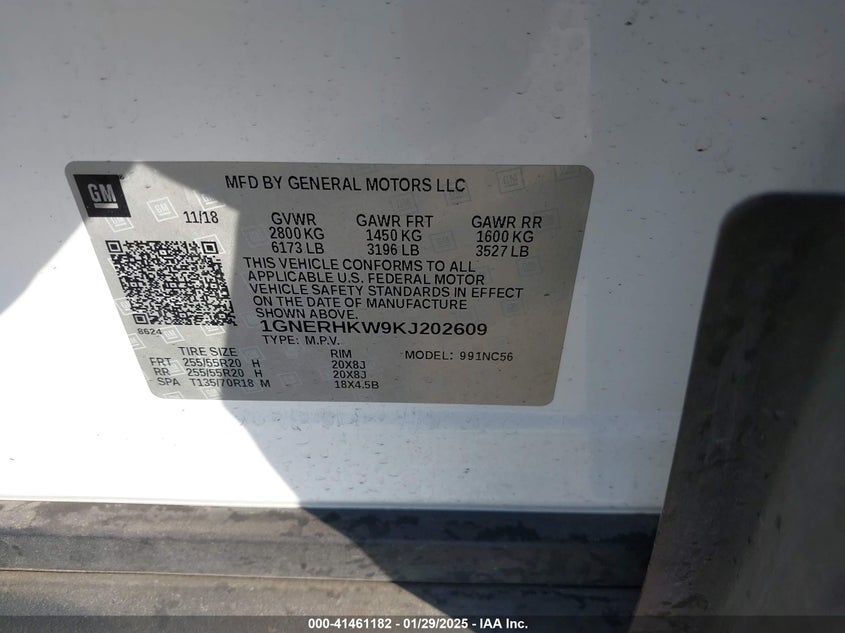 GM
MFD BY GENERAL MOTORS LLC
11/18 GVWR GAWR FRT GAWR RR
2800 KG 1450 KG 1600 KG
6173 LB 3196 LB 3527 LB
THIS VEHICLE CONFORMS TO ALL
APPLICABLE U.S. FEDERAL MOTOR
VEHICLE SAFETY STANDARDS IN EFFECT
ON THE DATE OF MANUFACTURE
SHOWN ABOVE.
8624
1GNERHKW9KJ202609
TYPE: M.P.V.
TIRE SIZE RIM MODEL: 991NC56
FRT 255/55R20 H 20X8J
RR 255/55R20 H 20X8J
SPA T135/70R18 M 18X4.5B
000-41461182 - 01/29/2025 - IAA Inc.